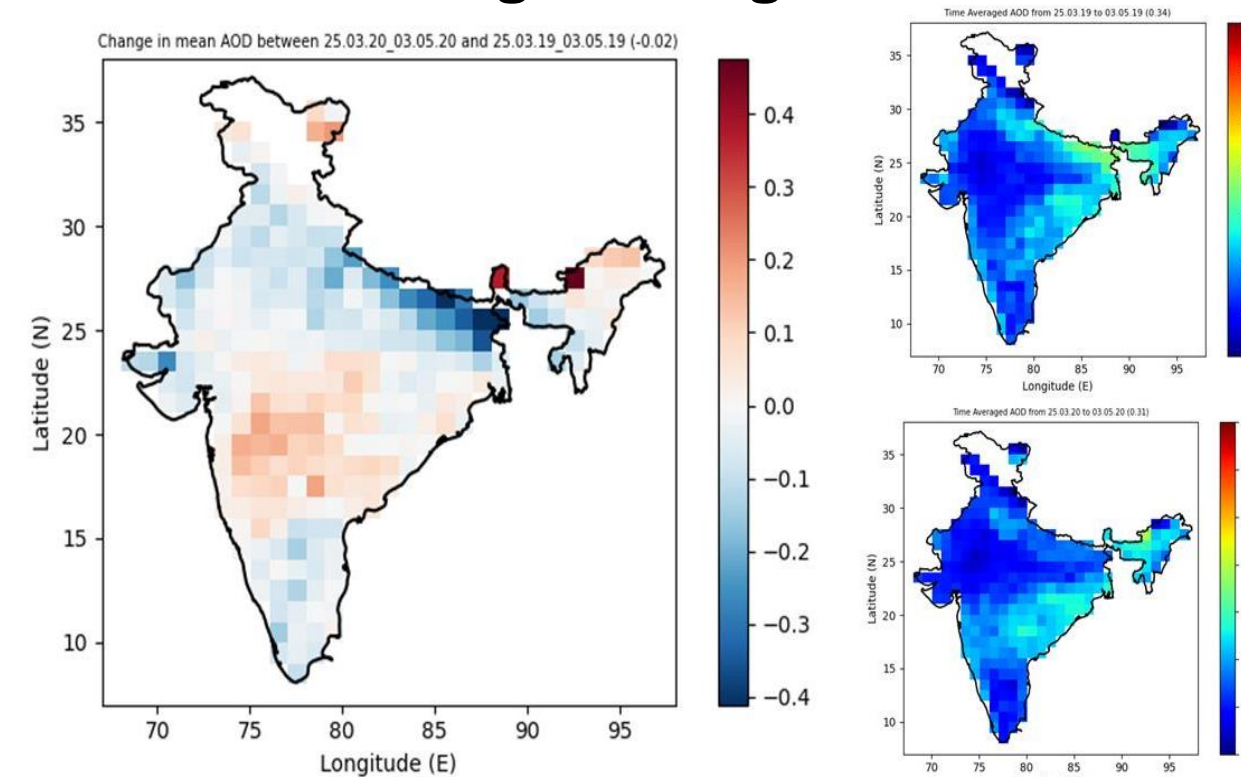 Change in mean AOD between 25.03.20_03.05.20 and 25.03.19_03.05.19 (-0.02)
35
30
25
20
15
10
Latitude (N)
70 75 80 85 90 95
Longitude (E)
0.4
0.3
0.2
0.1
0.0
−0.1
−0.2
−0.3
−0.4
Time Averaged AOD from 25.03.19 to 03.05.19 (0.34)
35
30
25
20
15
10
Latitude (N)
70 75 80 85 90 95
Longitude (E)
Time Averaged AOD from 25.03.20 to 03.05.20 (0.31)
35
30
25
20
15
10
Latitude (N)
70 75 80 85 90 95